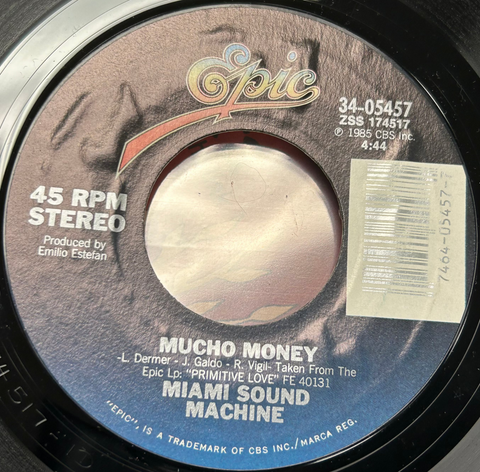 Epic
34-05457
ZSS 174517
℗ 1985 CBS Inc.
4:44
45 RPM
STEREO
Produced by
Emilio Estefan
7464-05457-7
MUCHO MONEY
-L. Dermer - J. Galdo - R. Vigil- Taken From The
Epic Lp: "PRIMITIVE LOVE" FE 40131
MIAMI SOUND
MACHINE
"EPIC", IS A TRADEMARK OF CBS INC./MARCA REG.